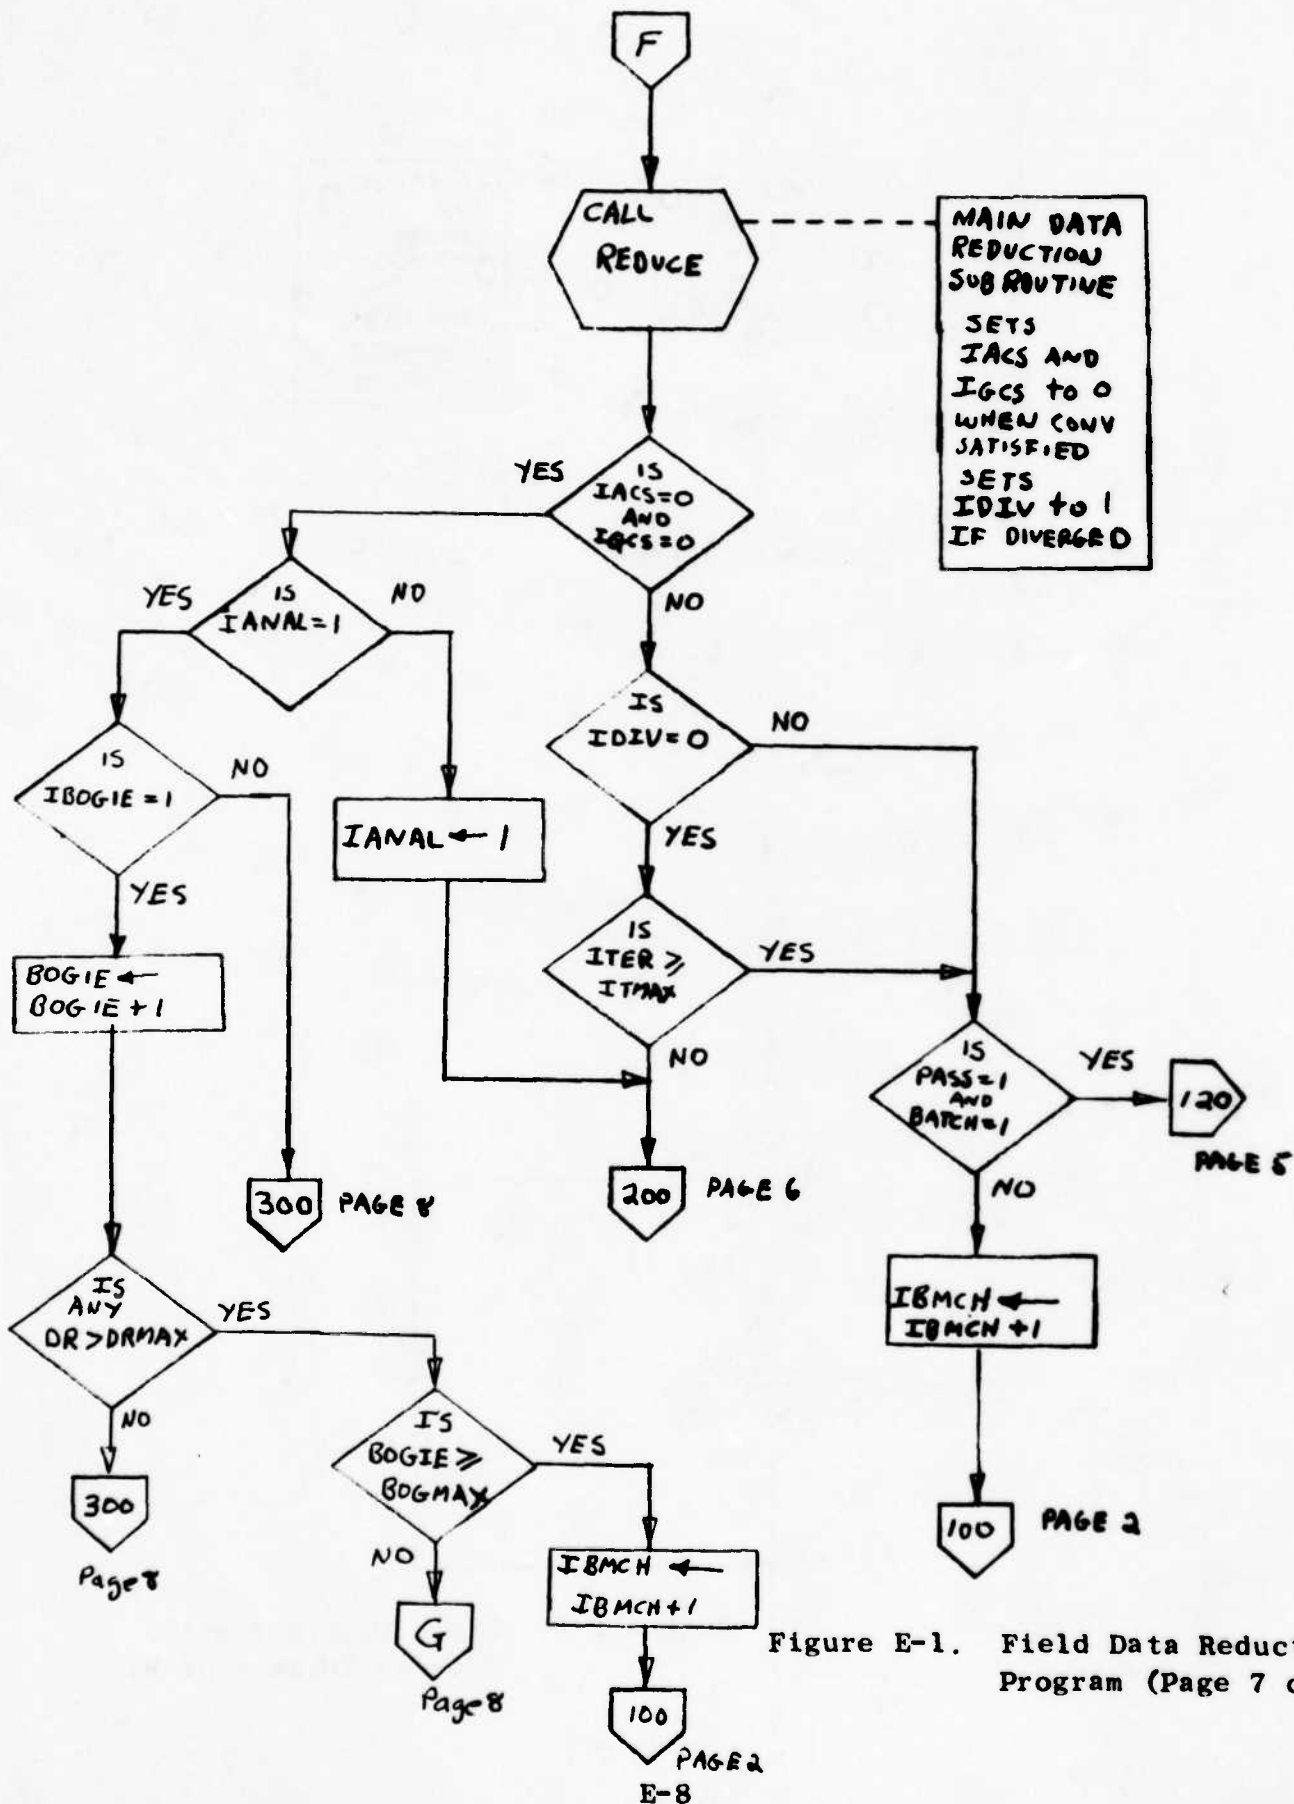 F
CALL
REDUCE
MAIN DATA
REDUCTION
SUBROUTINE
SETS
IACS AND
IGCS to 0
WHEN CONV
SATISFIED
SETS
IDIV to 1
IF DIVERGED
YES
IS
IACS=0
AND
IGCS=0
NO
YES
IS
IANAL=1
NO
IS
IDIV=0
NO
YES
IS
IBOGIE=1
NO
YES
IANAL ← 1
IS
ITER ≥
ITMAX
YES
NO
BOGIE ←
BOGIE+1
IS
PASS=1
AND
BATCH=1
YES
120
PAGE 5
NO
300 PAGE 8
200 PAGE 6
IBMCH ←
IBMCH+1
IS
ANY
DR>DRMAX
YES
NO
IS
BOGIE ≥
BOGMAX
YES
NO
300
Page 8
100 PAGE 2
IBMCH ←
IBMCH+1
G
Page 8
100
PAGE 2
Figure E-1. Field Data Reduct
Program (Page 7 o
E-8